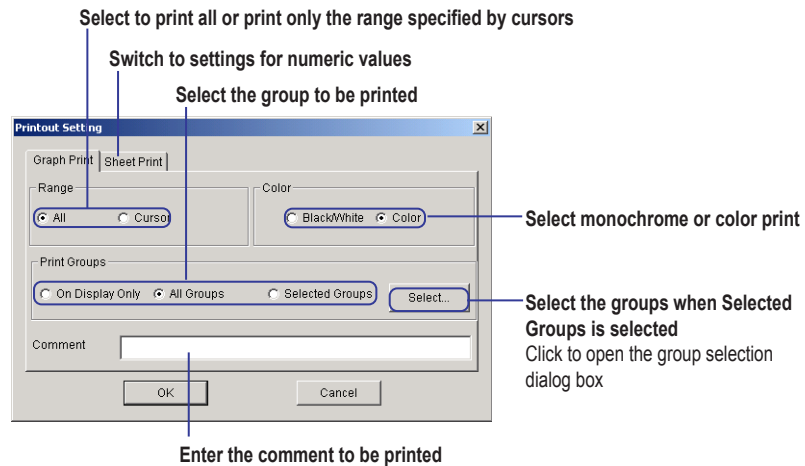 Select to print all or print only the range specified by cursors
Switch to settings for numeric values
Select the group to be printed
Printout Setting
Graph Print Sheet Print
Range Color
All Cursor Black/White Color
Select monochrome or color print
Print Groups
On Display Only All Groups Selected Groups Select...
Select the groups when Selected
Groups is selected
Click to open the group selection
dialog box
Comment
OK Cancel
Enter the comment to be printed